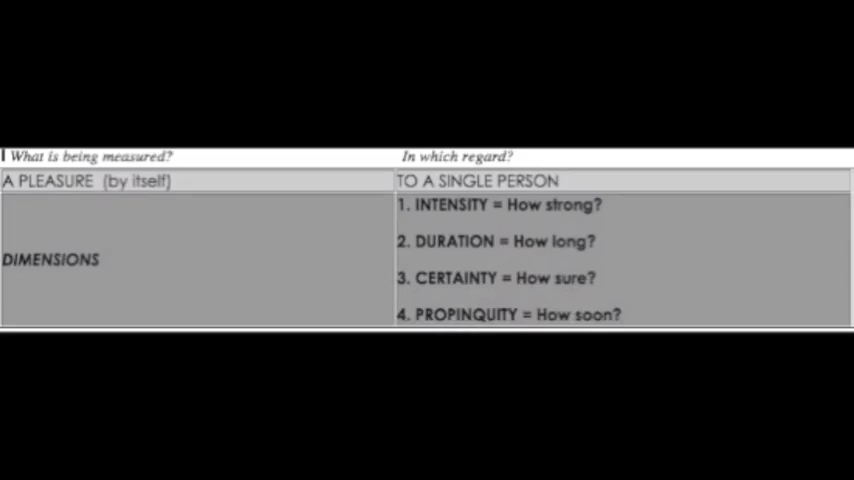 What is being measured? In which regard?
A PLEASURE (by itself) TO A SINGLE PERSON
1. INTENSITY = How strong?
2. DURATION = How long?
DIMENSIONS
3. CERTAINTY = How sure?
4. PROPINQUITY = How soon?